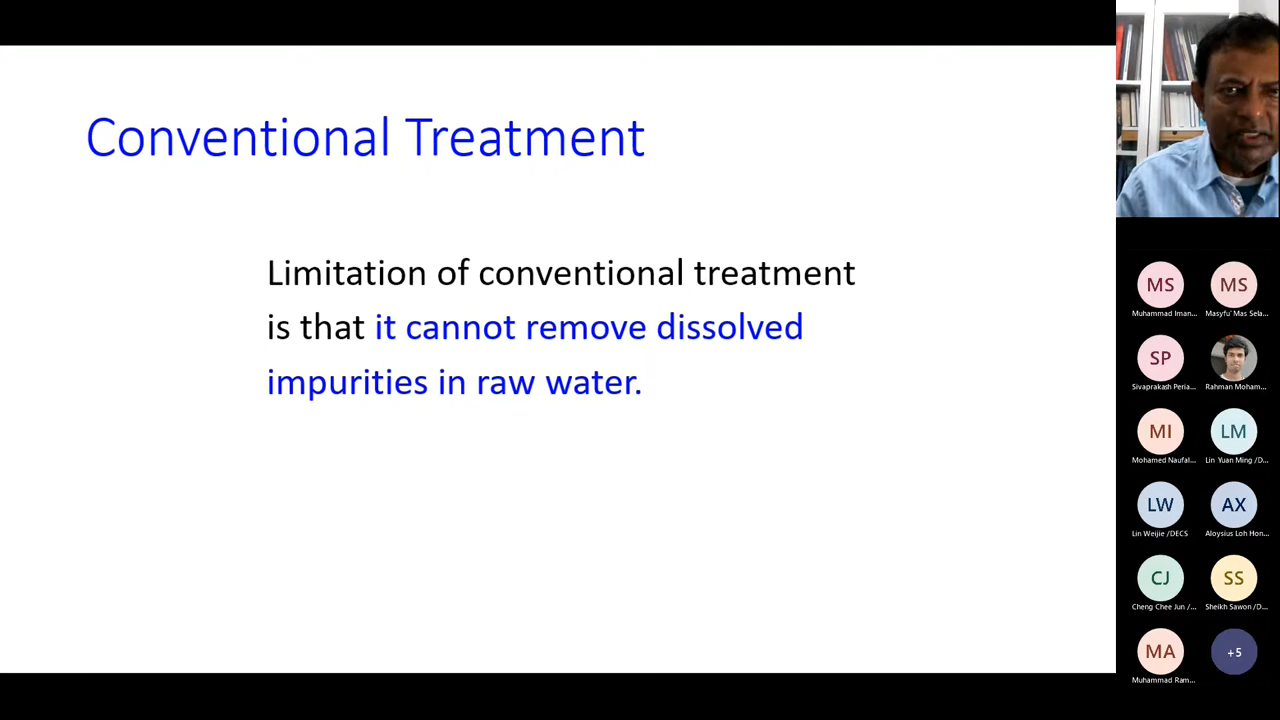 Conventional Treatment
Limitation of conventional treatment
is that it cannot remove dissolved
impurities in raw water.
MS
MS
Muhammad Iman...
Masyfu' Mas Sela...
SP
Sivaprakash Peria...
Rahman Moham...
MI
LM
Mohamed Naufal...
Lin Yuan Ming /D...
LW
AX
Lin Weijie /DECS
Aloysius Loh Hon...
CJ
SS
Cheng Chee Jun /...
Sheikh Sawon /D...
MA
+5
Muhammad Ram...